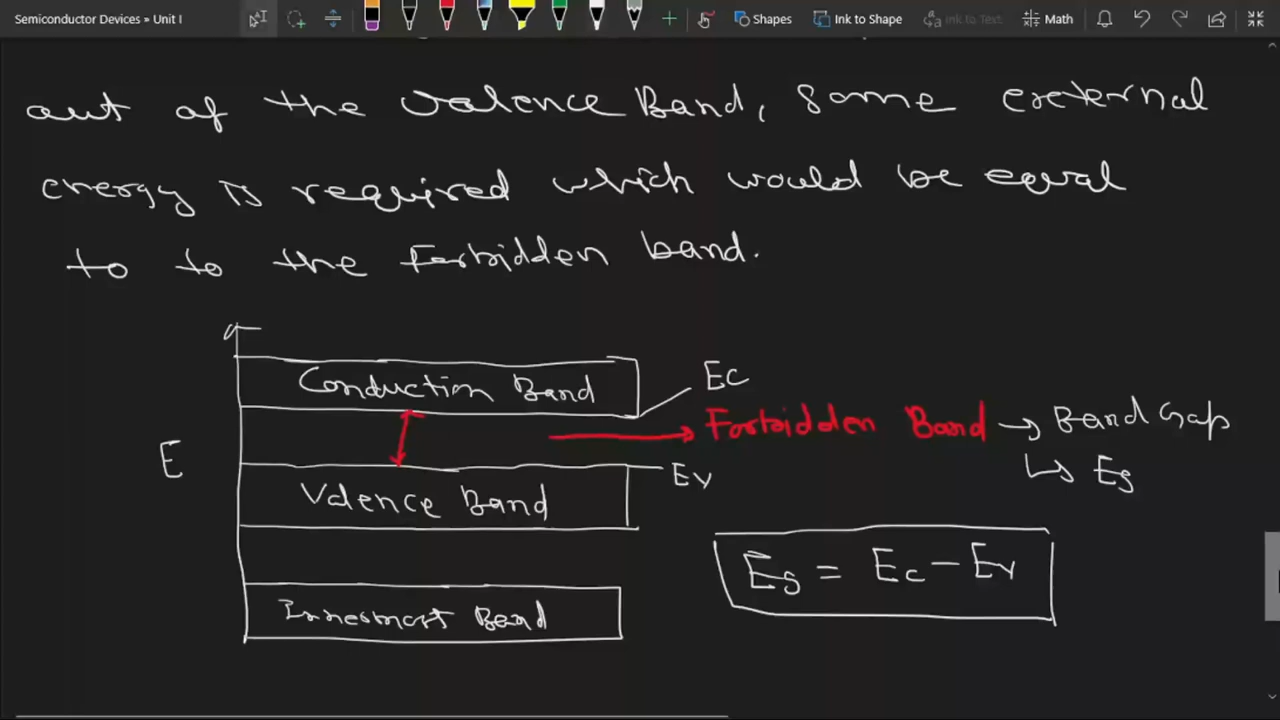 Semiconductor Devices » Unit I
Shapes
Ink to Shape
Ink to Text
Math
out of the Valence Band, some external
energy is required which would be equal
to to the Forbidden band.
Conduction Band
Ec
Forbidden Band → Band Gap
↳ Eg
E
Ev
Valence Band
Eg = Ec - Ev
Innermost Band